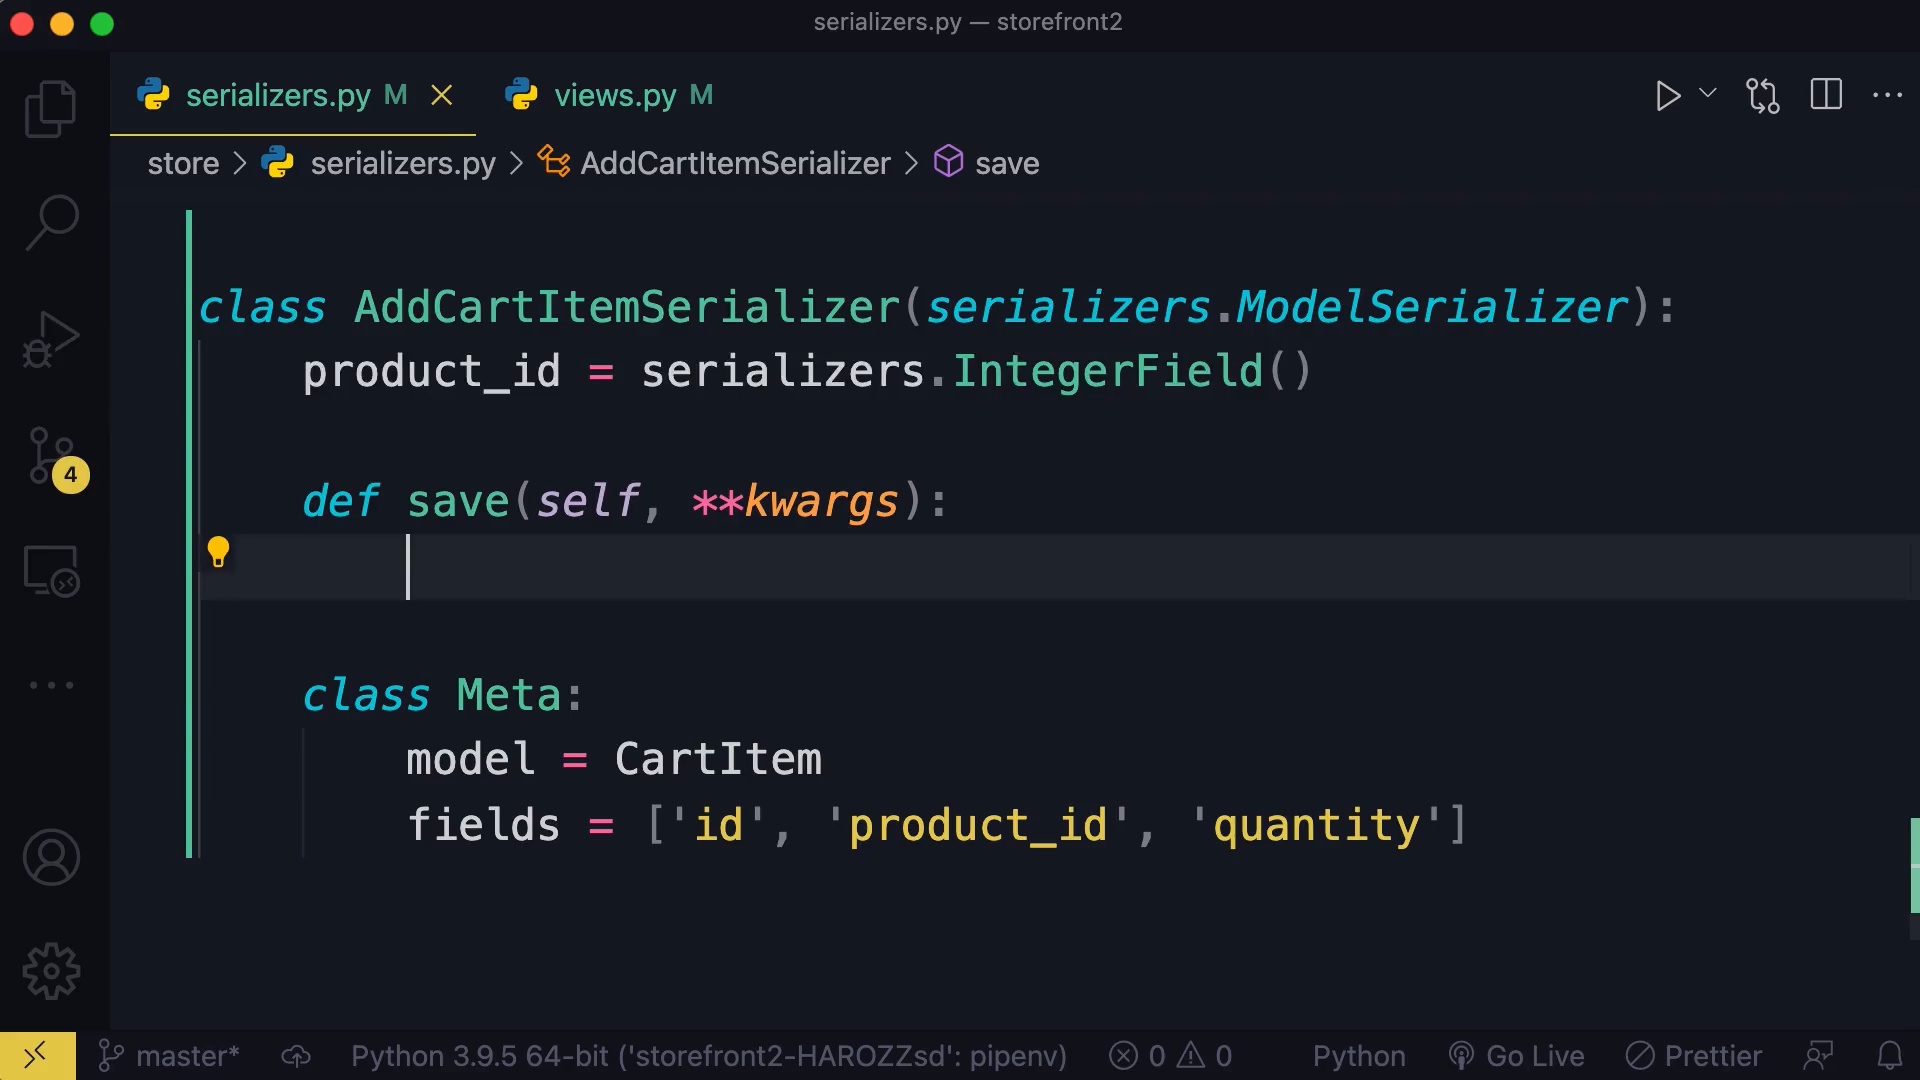 serializers.py — storefront2
serializers.py M
views.py M
store > serializers.py > AddCartItemSerializer > save
class AddCartItemSerializer(serializers.ModelSerializer):
product_id = serializers.IntegerField()
def save(self, **kwargs):
class Meta:
model = CartItem
fields = ['id', 'product_id', 'quantity']
4
master* Python 3.9.5 64-bit ('storefront2-HAROZZsd': pipenv) 0 0 Python Go Live Prettier